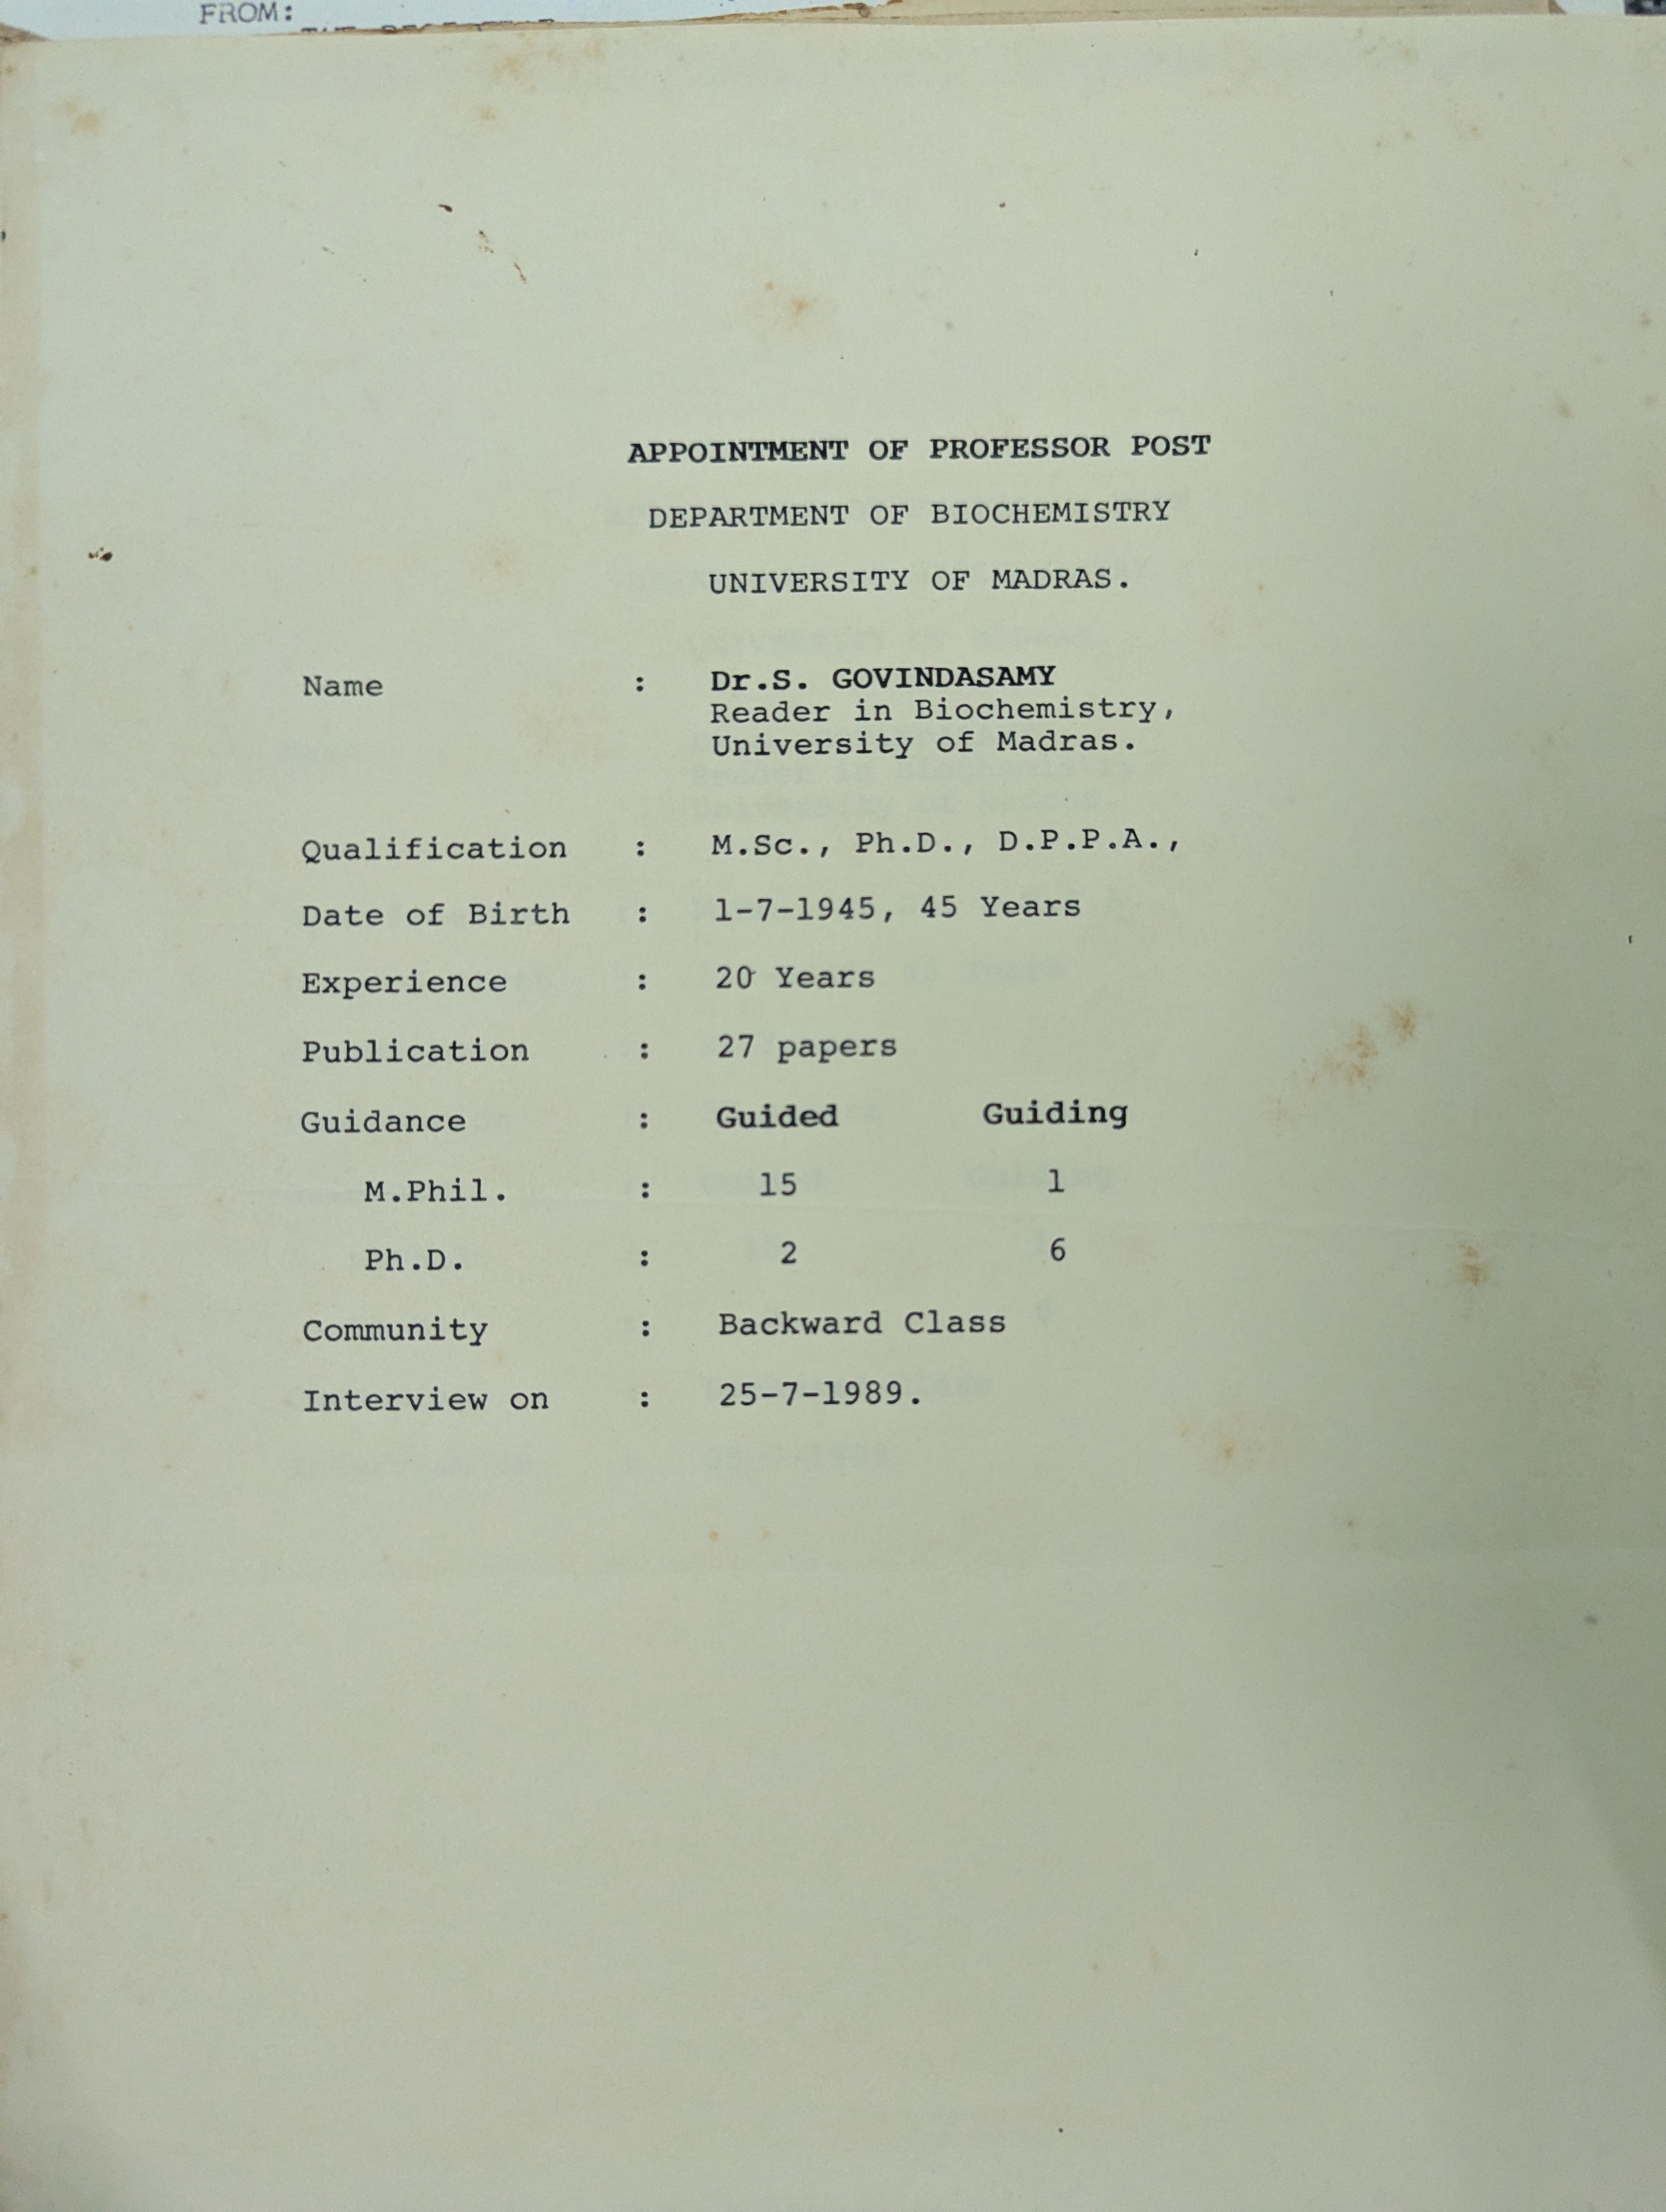 FROM:
APPOINTMENT OF PROFESSOR POST
DEPARTMENT OF BIOCHEMISTRY
UNIVERSITY OF MADRAS.
Name : Dr.S. GOVINDASAMY
Reader in Biochemistry,
University of Madras.
Qualification : M.Sc., Ph.D., D.P.P.A.,
Date of Birth : 1-7-1945, 45 Years
Experience : 20 Years
Publication : 27 papers
Guidance : Guided Guiding
M.Phil. : 15 1
Ph.D. : 2 6
Community : Backward Class
Interview on : 25-7-1989.